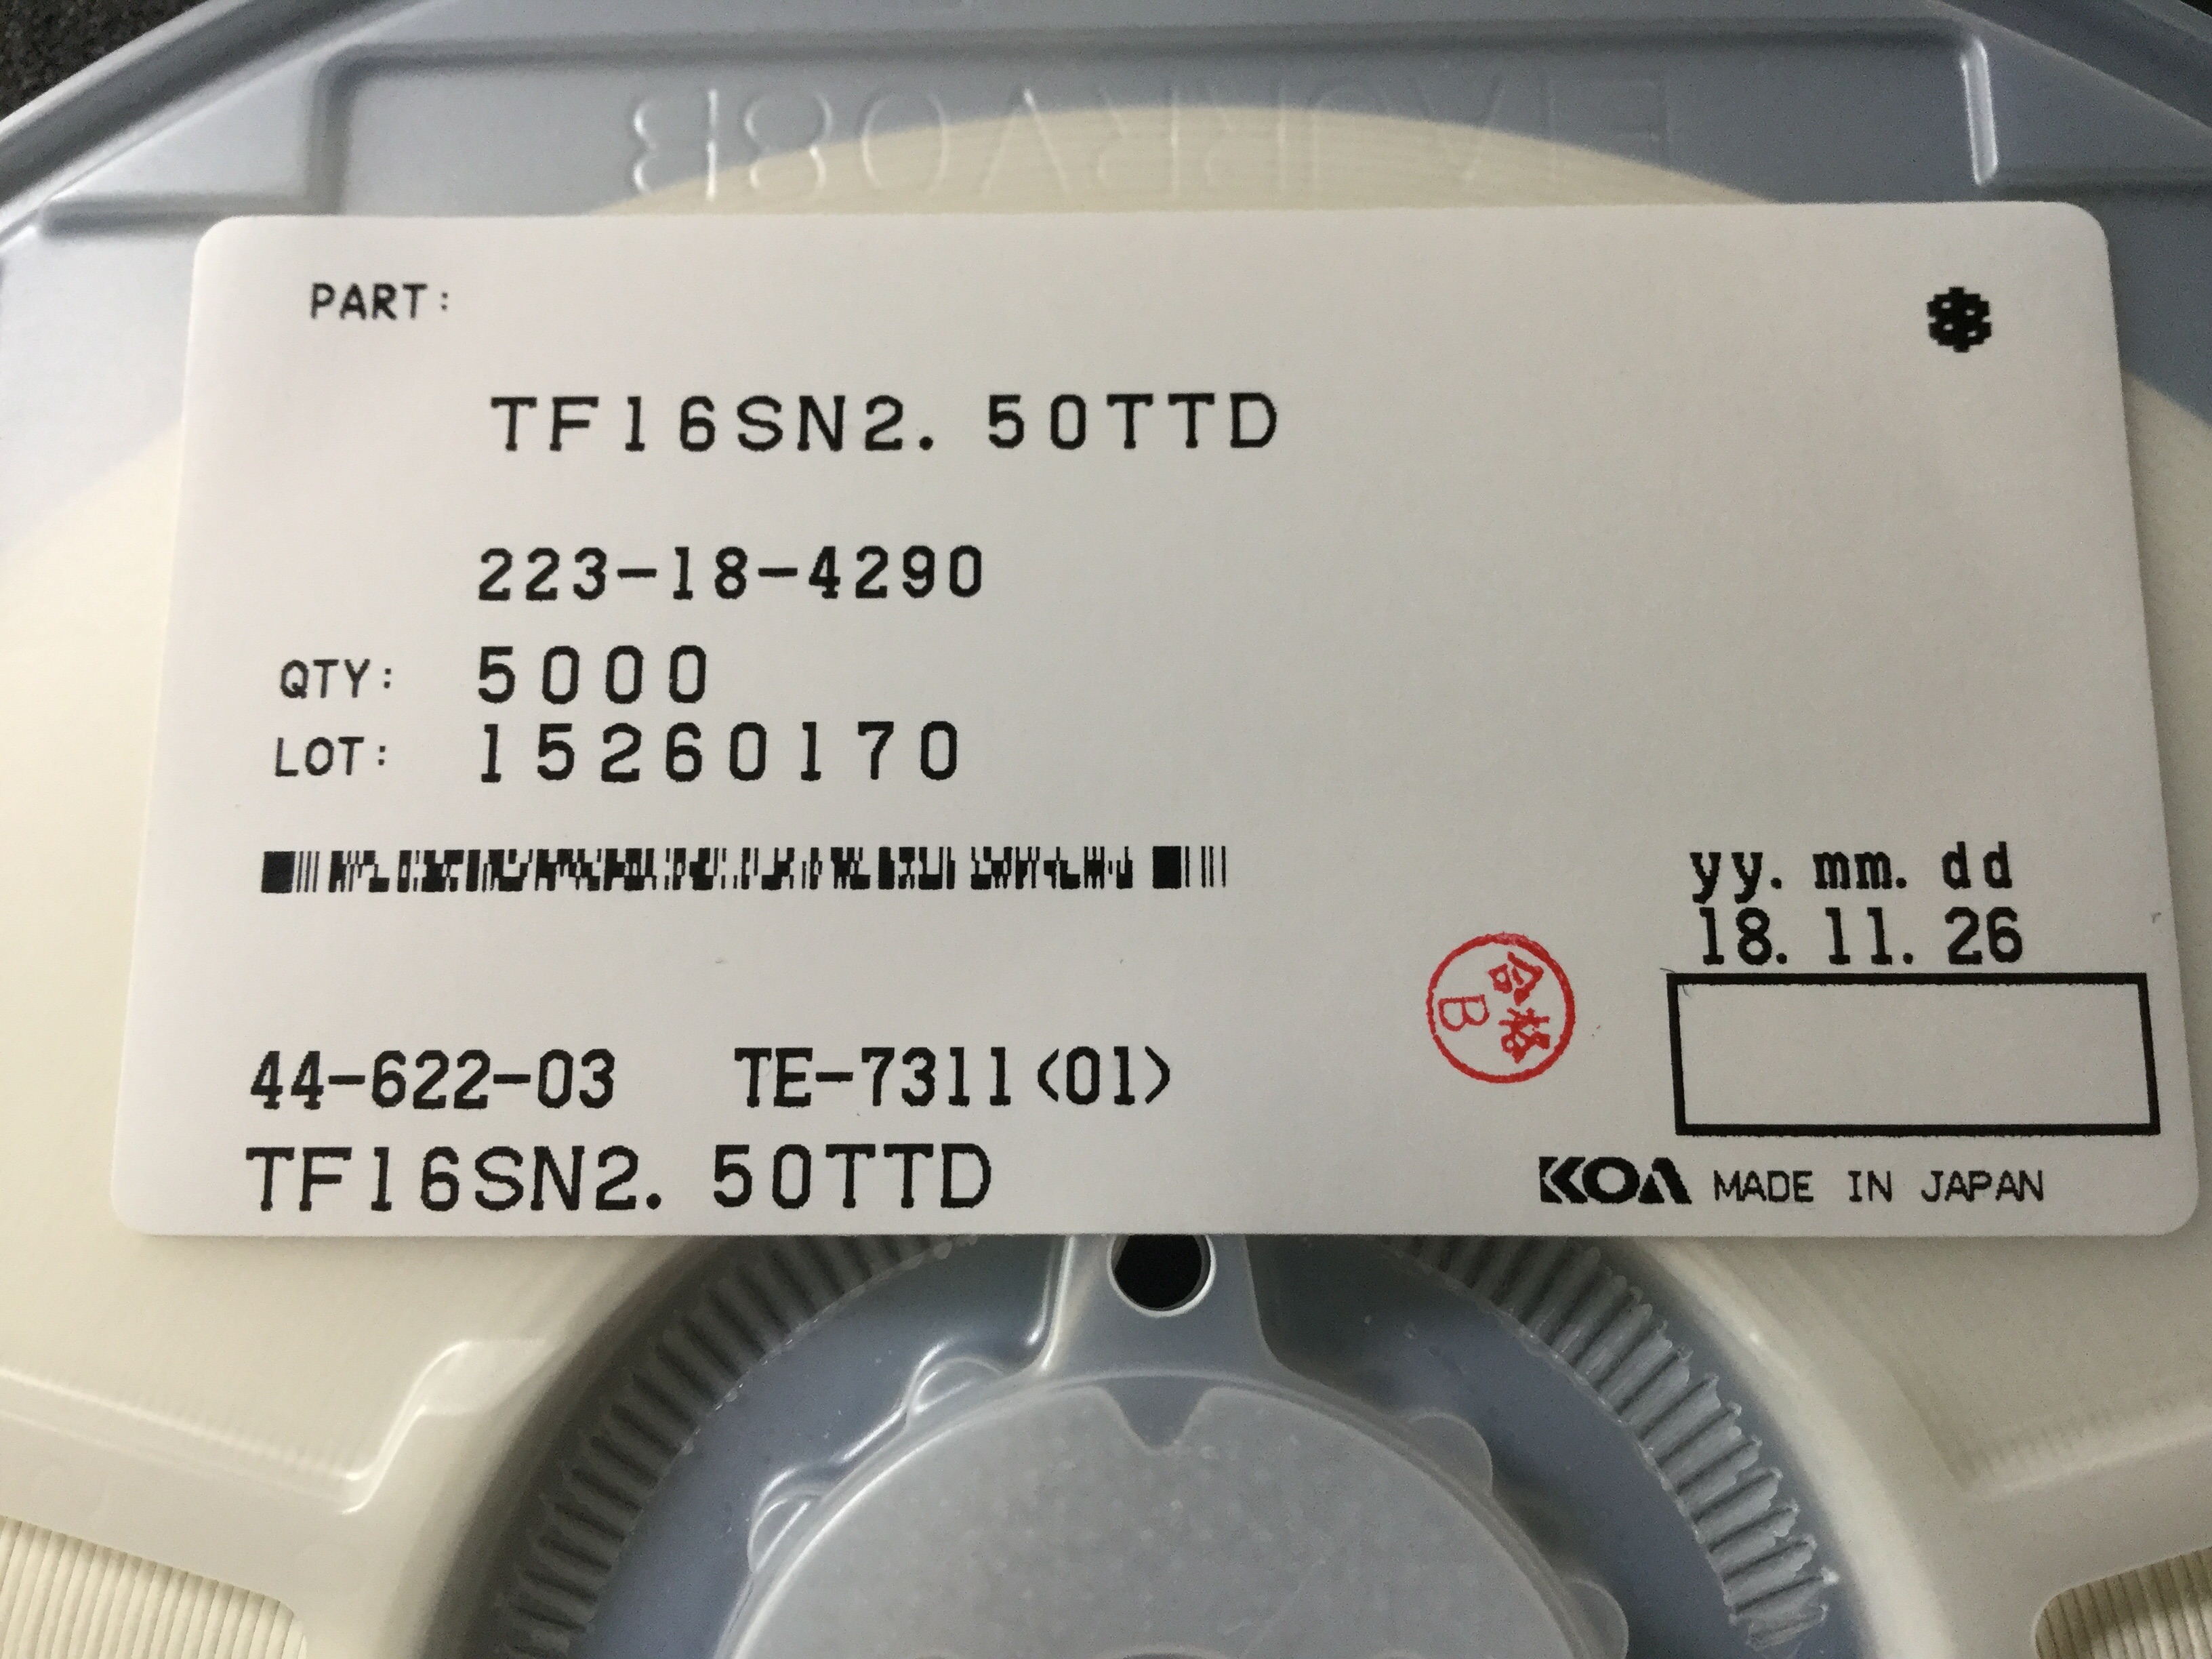 PART:
TF16SN2.50TTD
223-18-4290
QTY: 5000
LOT: 15260170
yy.mm.dd
18.11.26
合格
B
44-622-03 TE-7311<01>
TF16SN2.50TTD
KOA MADE IN JAPAN